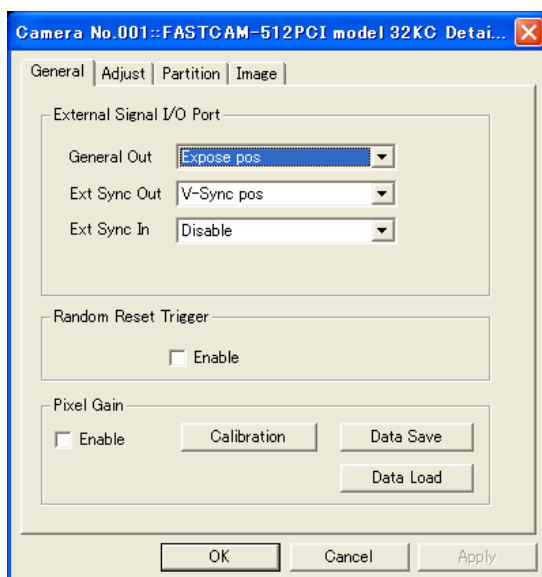 Camera No.001::FASTCAM-512PCI model 32KC Detai...
General Adjust Partition Image
External Signal I/O Port
General Out Expose pos
Ext Sync Out V-Sync pos
Ext Sync In Disable
Random Reset Trigger
Enable
Pixel Gain
Enable Calibration Data Save
Data Load
OK Cancel Apply